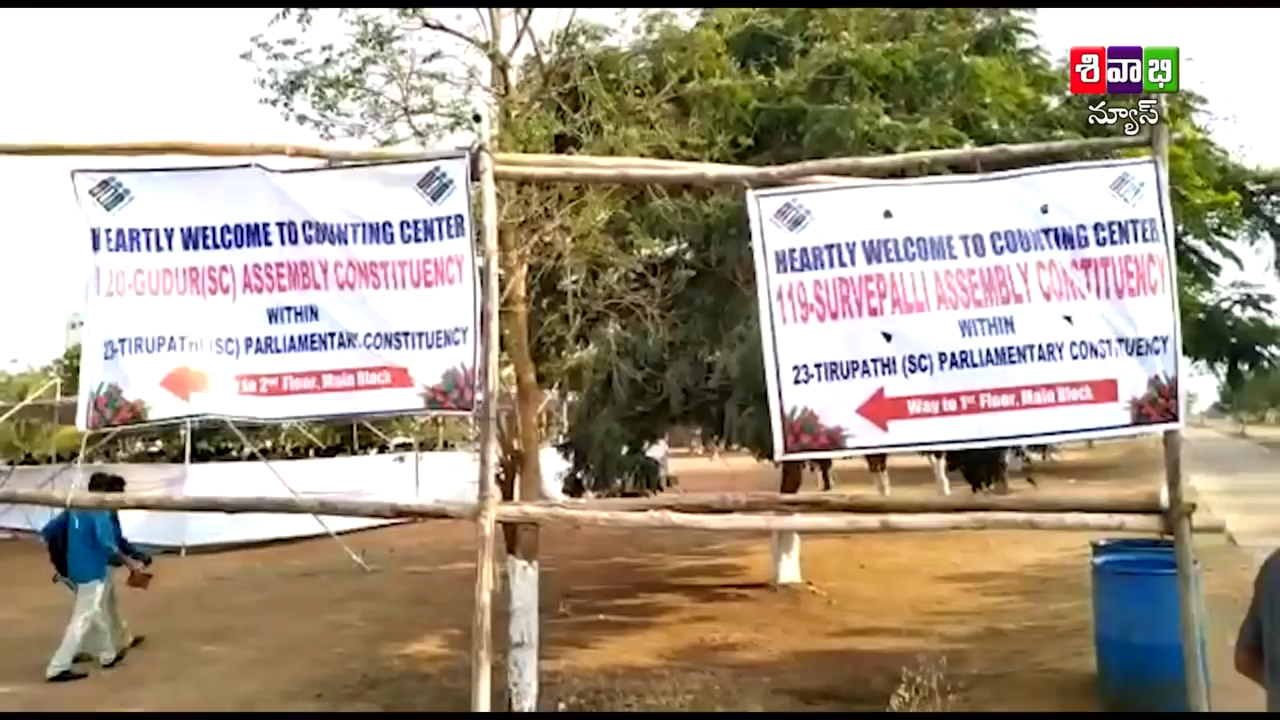 శివాభి
న్యూస్
HEARTLY WELCOME TO COUNTING CENTER
120-GUDUR(SC) ASSEMBLY CONSTITUENCY
WITHIN
23-TIRUPATHI (SC) PARLIAMENTARY CONSTITUENCY
to 2nd Floor, Main Block
HEARTLY WELCOME TO COUNTING CENTER
119-SURVEPALLI ASSEMBLY CONSTITUENCY
WITHIN
23-TIRUPATHI (SC) PARLIAMENTARY CONSTITUENCY
Way to 1st Floor, Main Block